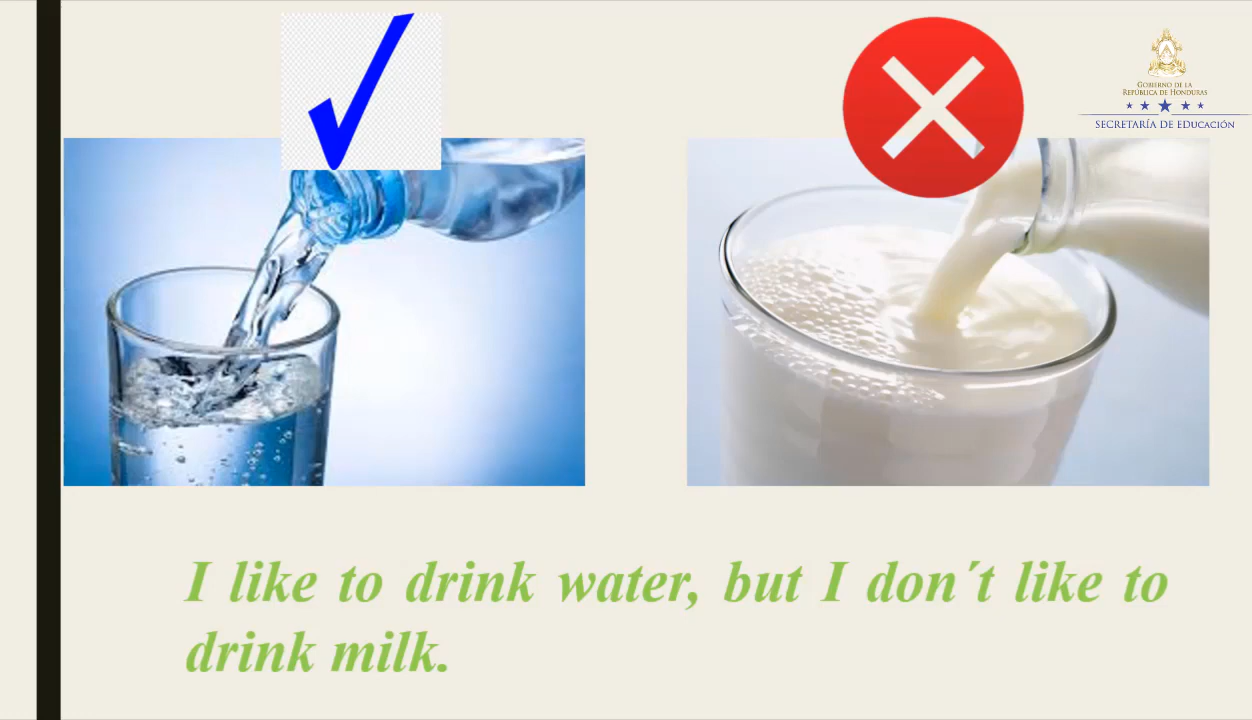 GOBIERNO DE LA
REPÚBLICA DE HONDURAS
SECRETARÍA DE EDUCACIÓN
I like to drink water, but I don´t like to
drink milk.